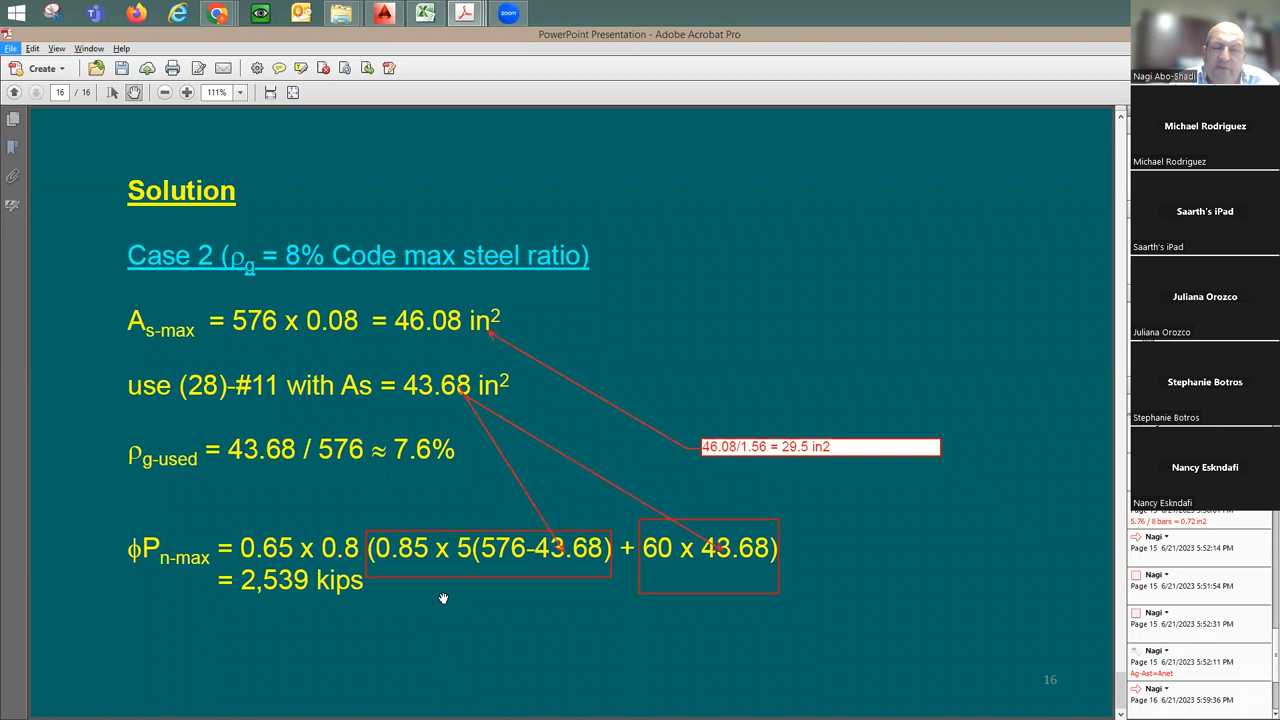 zoom
PowerPoint Presentation - Adobe Acrobat Pro
File Edit View Window Help
Create
16 / 16
111%
Solution
Case 2 (ρg = 8% Code max steel ratio)
As-max = 576 x 0.08 = 46.08 in2
use (28)-#11 with As = 43.68 in2
ρg-used = 43.68 / 576 ≈ 7.6%
46.08/1.56 = 29.5 in2
ϕPn-max = 0.65 x 0.8 (0.85 x 5(576-43.68) + 60 x 43.68)
= 2,539 kips
16
Nagi Abo-Shadi
Michael Rodriguez
Michael Rodriguez
Saarth's iPad
Saarth's iPad
Juliana Orozco
Juliana Orozco
Stephanie Botros
Stephanie Botros
Nancy Eskndafi
Nancy Eskndafi
5.76 / 8 bars = 0.72 in2
Nagi
Page 15 6/21/2023 5:52:14 PM
Nagi
Page 15 6/21/2023 5:51:54 PM
Nagi
Page 15 6/21/2023 5:52:31 PM
Nagi
Page 15 6/21/2023 5:52:11 PM
Ag-Ast=Anet
Nagi
Page 16 6/21/2023 5:59:36 PM